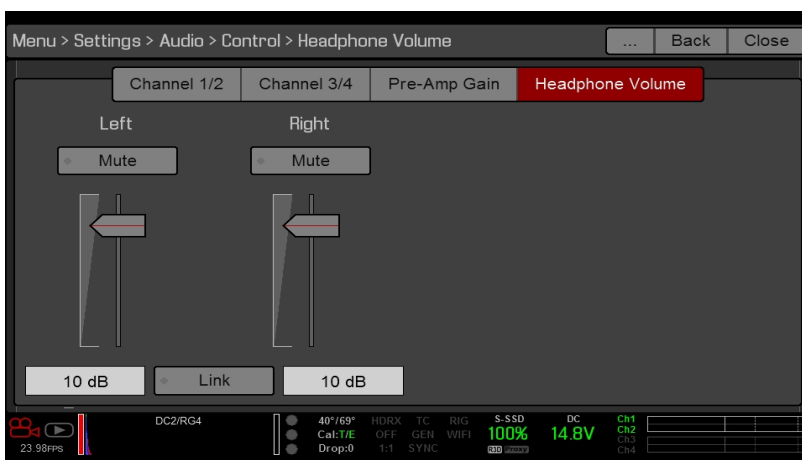 Menu > Settings > Audio > Control > Headphone Volume ... Back Close
Channel 1/2 Channel 3/4 Pre-Amp Gain Headphone Volume
Left Right
Mute Mute
10 dB Link 10 dB
DC2/RG4 40°/69° HDRX TC RIG S-SSD DC Ch1
Cal:T/E OFF GEN WIFI 100% 14.8V Ch2
Ch3
23.98FPS Drop:0 1:1 SYNC R3D Proxy Ch4